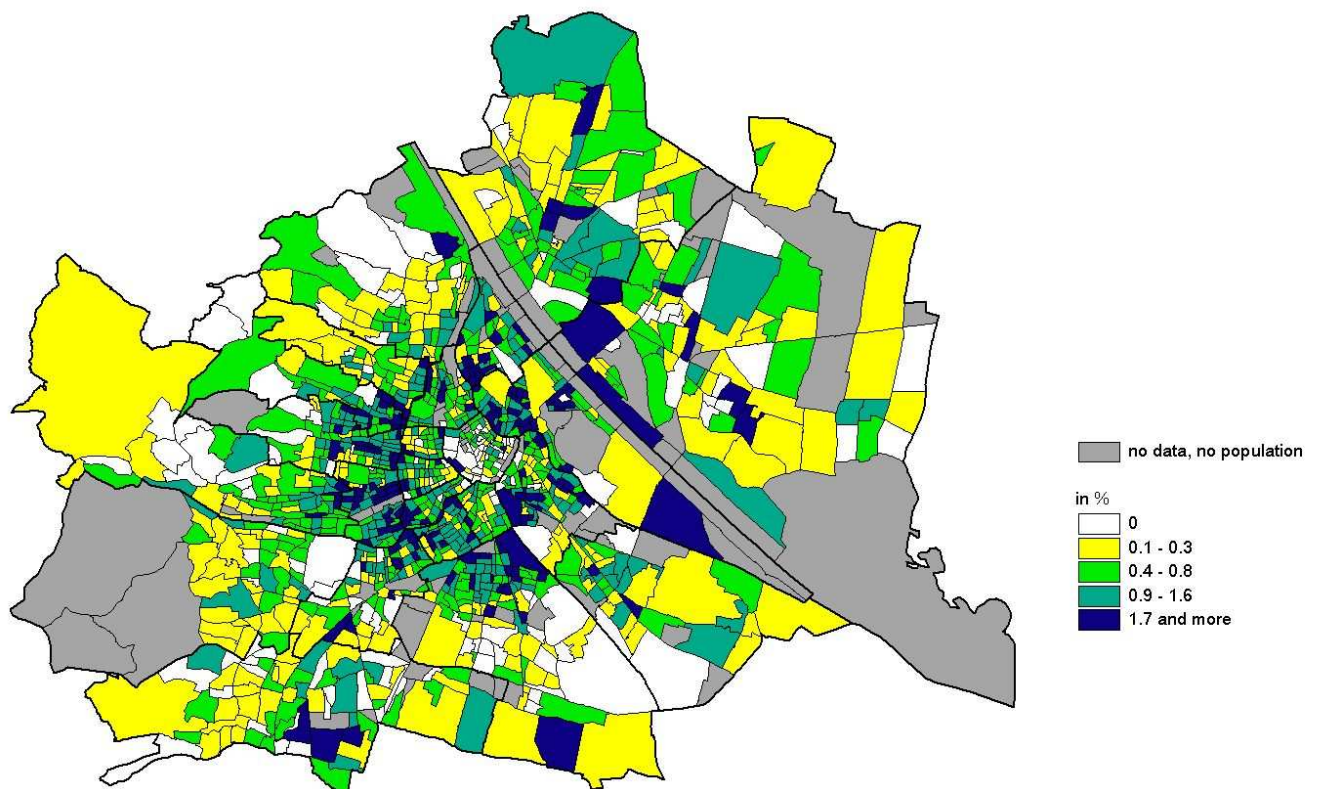 no data, no population
in %
0
0.1 - 0.3
0.4 - 0.8
0.9 - 1.6
1.7 and more